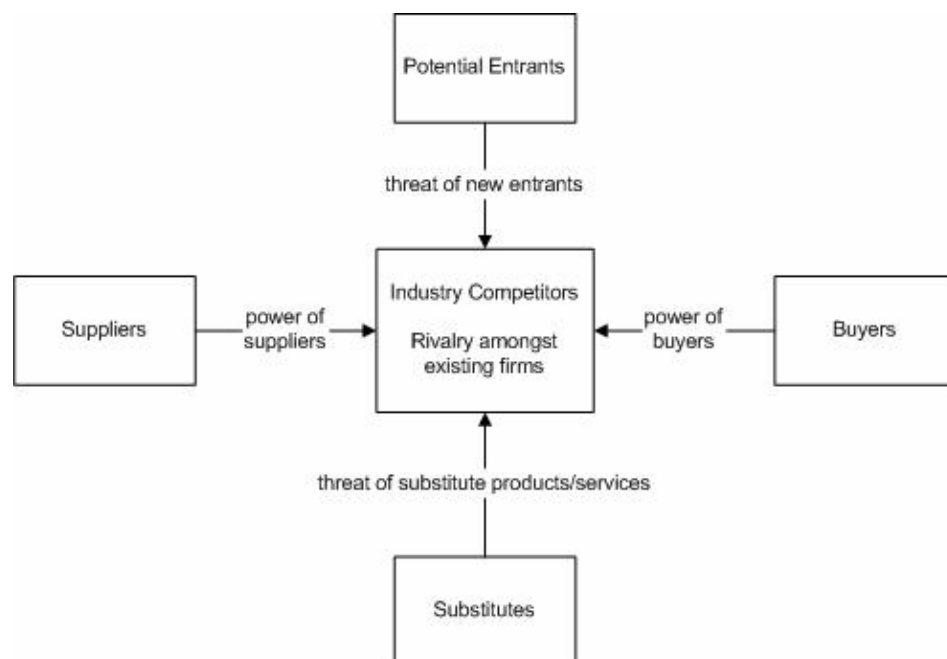 Potential Entrants
threat of new entrants
Suppliers
power of
suppliers
Industry Competitors
Rivalry amongst
existing firms
power of
buyers
Buyers
threat of substitute products/services
Substitutes